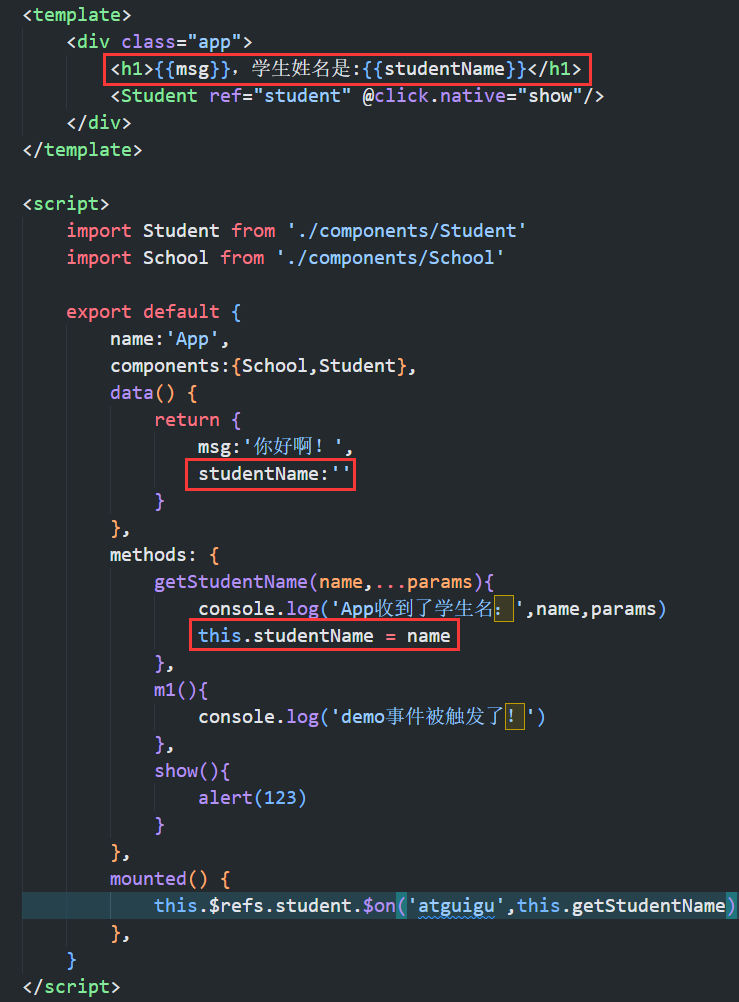 <template>
    <div class="app">
        <h1>{{msg}}，学生姓名是:{{studentName}}</h1>
        <Student ref="student" @click.native="show"/>
    </div>
</template>

<script>
    import Student from './components/Student'
    import School from './components/School'

    export default {
        name:'App',
        components:{School,Student},
        data() {
            return {
                msg:'你好啊！',
                studentName:''
            }
        },
        methods: {
            getStudentName(name,...params){
                console.log('App收到了学生名：',name,params)
                this.studentName = name
            },
            m1(){
                console.log('demo事件被触发了！')
            },
            show(){
                alert(123)
            }
        },
        mounted() {
            this.$refs.student.$on('atguigu',this.getStudentName)
        },
    }
</script>